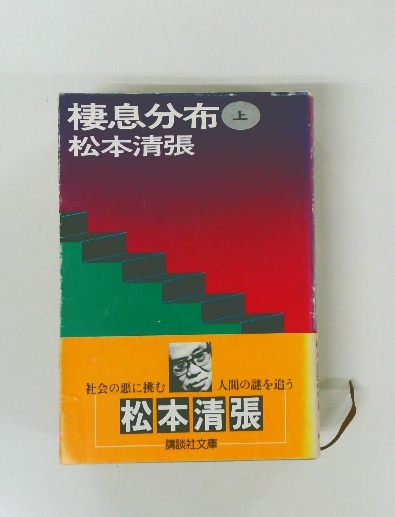 棲息分布 上
松本清張
社会の悪に挑む 人間の謎を追う
松本清張
講談社文庫